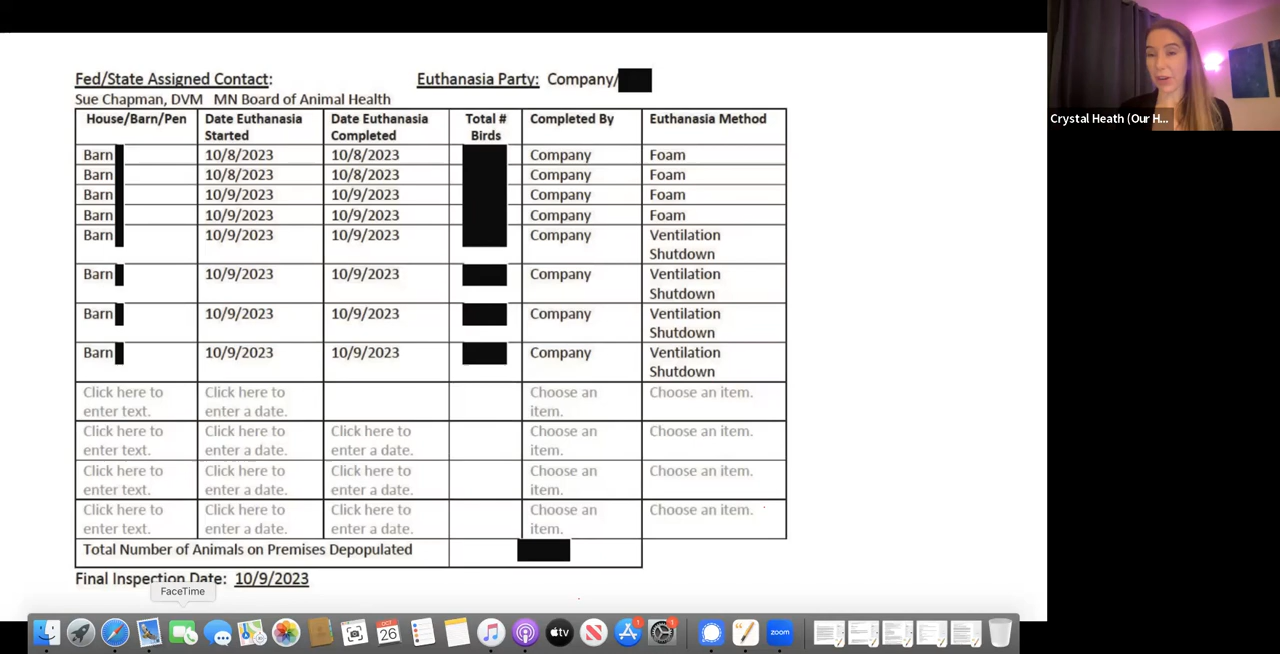 Fed/State Assigned Contact: Euthanasia Party: Company/
Sue Chapman, DVM MN Board of Animal Health
House/Barn/Pen Date Euthanasia Started Date Euthanasia Completed Total # Birds Completed By Euthanasia Method
Barn 10/8/2023 10/8/2023 Company Foam
Barn 10/8/2023 10/8/2023 Company Foam
Barn 10/9/2023 10/9/2023 Company Foam
Barn 10/9/2023 10/9/2023 Company Foam
Barn 10/9/2023 10/9/2023 Company Ventilation Shutdown
Barn 10/9/2023 10/9/2023 Company Ventilation Shutdown
Barn 10/9/2023 10/9/2023 Company Ventilation Shutdown
Barn 10/9/2023 10/9/2023 Company Ventilation Shutdown
Click here to enter text. Click here to enter a date. Choose an item. Choose an item.
Click here to enter text. Click here to enter a date. Click here to enter a date. Choose an item. Choose an item.
Click here to enter text. Click here to enter a date. Click here to enter a date. Choose an item. Choose an item.
Click here to enter text. Click here to enter a date. Click here to enter a date. Choose an item. Choose an item.
Total Number of Animals on Premises Depopulated
Final Inspection Date: 10/9/2023
FaceTime
Crystal Heath (Our H...
OCT
26
tv
1
1
zoom